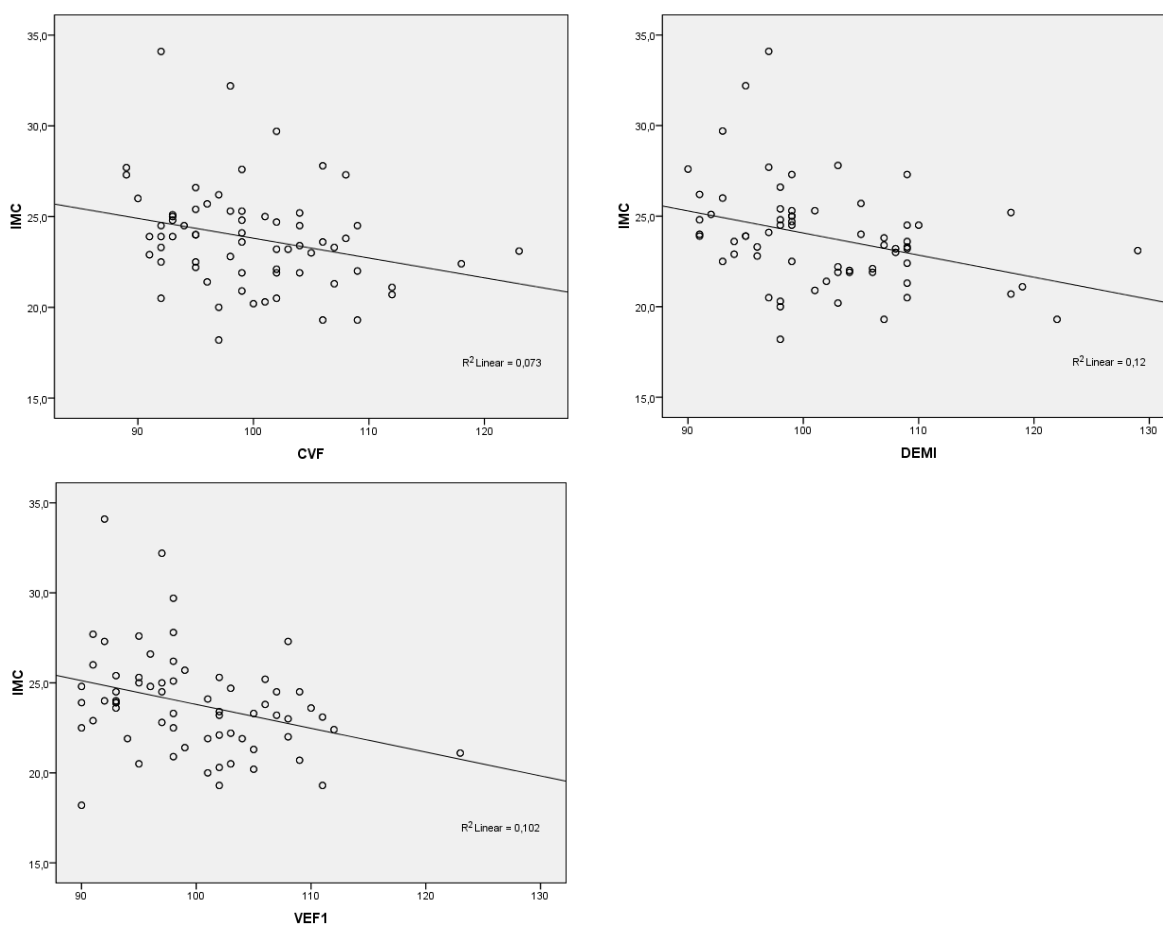 35,0
30,0
25,0
20,0
15,0
IMC
R² Linear = 0,073
90 100 110 120
CVF
35,0
30,0
25,0
20,0
15,0
IMC
R² Linear = 0,12
90 100 110 120 130
DEMI
35,0
30,0
25,0
20,0
15,0
IMC
R² Linear = 0,102
90 100 110 120 130
VEF1